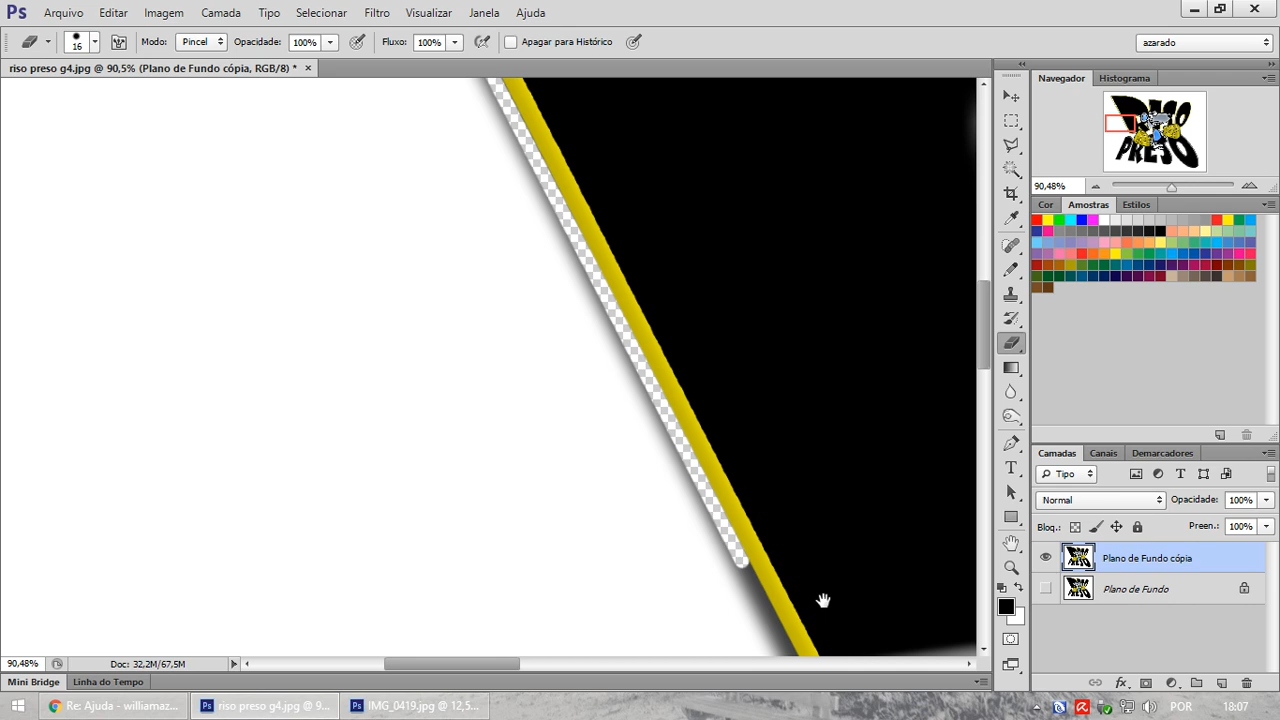 Ps Arquivo Editar Imagem Camada Tipo Selecionar Filtro Visualizar Janela Ajuda
16 Modo: Pincel Opacidade: 100% Fluxo: 100% Apagar para Histórico azarado
riso preso g4.jpg @ 90,5% (Plano de Fundo cópia, RGB/8) * ×
Navegador Histograma
90,48%
Cor Amostras Estilos
Camadas Canais Demarcadores
Tipo
Normal Opacidade: 100%
Bloq.: Preen.: 100%
Plano de Fundo cópia
Plano de Fundo
90,48% Doc: 32,2M/67,5M
Mini Bridge Linha do Tempo
Re: Ajuda - williamaz... Ps riso preso g4.jpg @ 9... Ps IMG_0419.jpg @ 12,5... POR 18:07